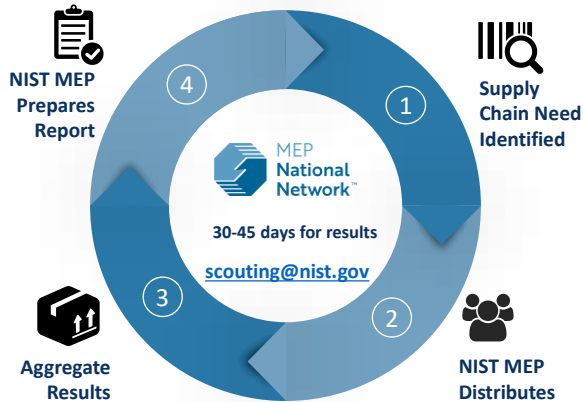 NIST MEP
Prepares
Report
4
1
Supply
Chain Need
Identified
MEP
National
Network™
30-45 days for results
scouting@nist.gov
3
2
Aggregate
Results
NIST MEP
Distributes